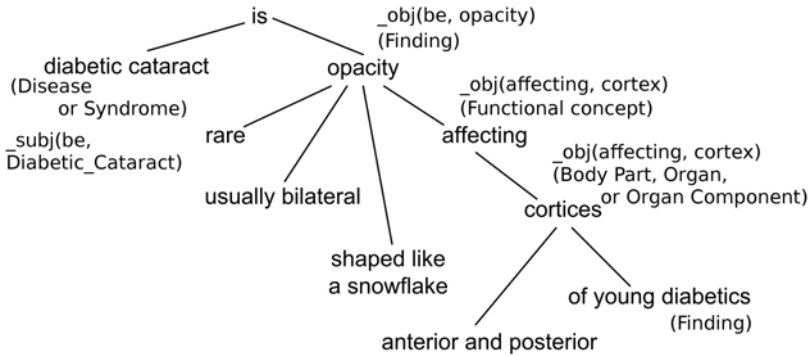 is
_obj(be, opacity)
(Finding)
diabetic cataract
opacity
(Disease
or Syndrome)
_obj(affecting, cortex)
(Functional concept)
_subj(be,
Diabetic_Cataract)
rare
affecting
_obj(affecting, cortex)
(Body Part, Organ,
or Organ Component)
usually bilateral
cortices
shaped like
a snowflake
of young diabetics
(Finding)
anterior and posterior